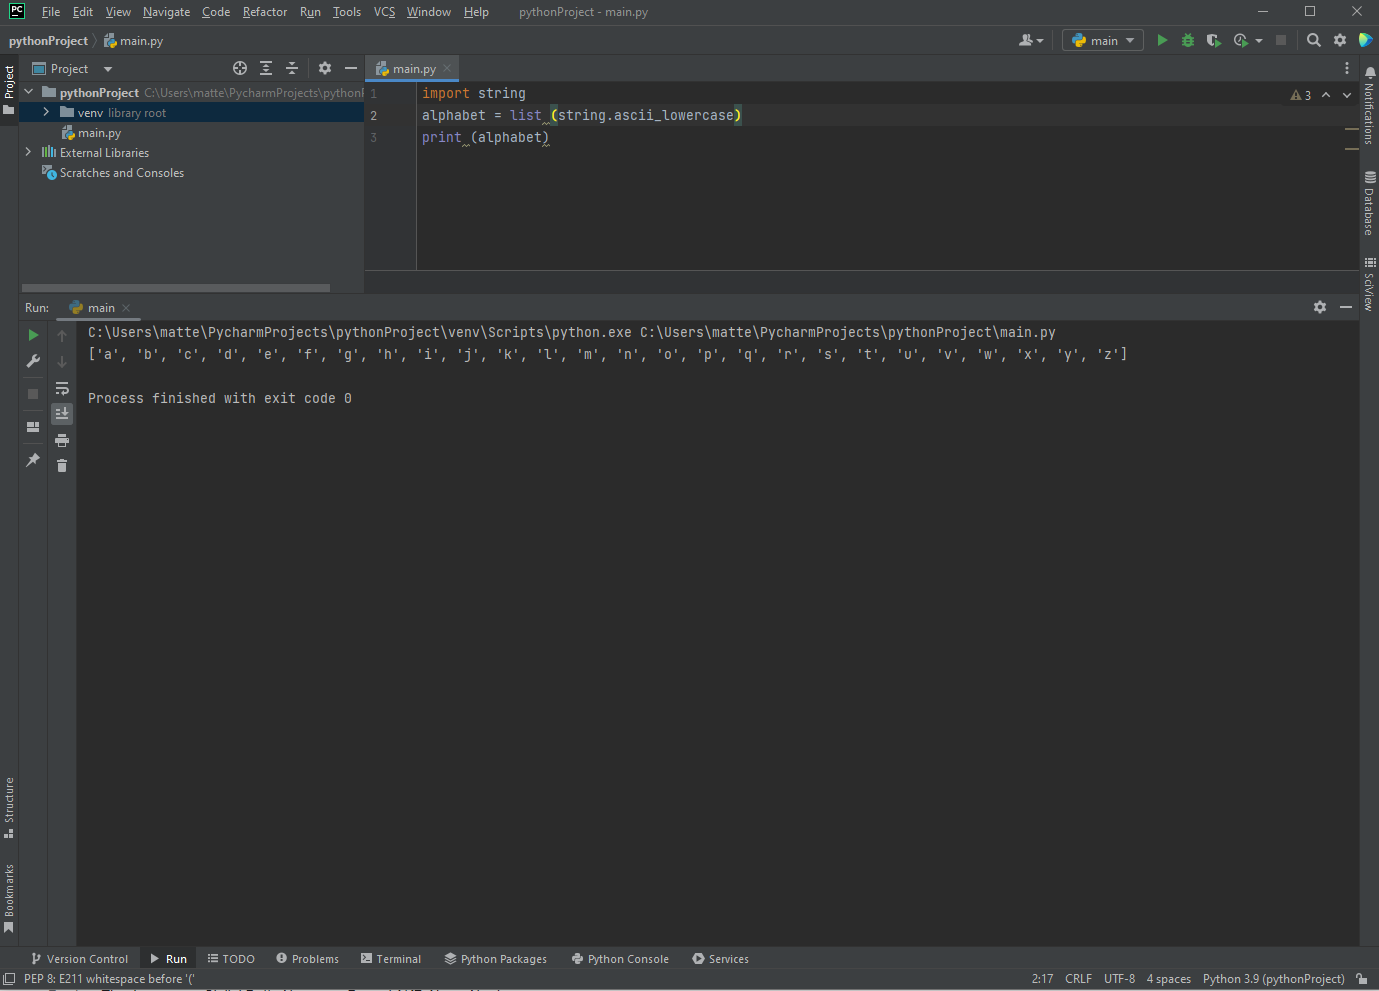 PC File Edit View Navigate Code Refactor Run Tools VCS Window Help pythonProject - main.py
pythonProject main.py main
Project main.py
pythonProject C:\Users\matte\PycharmProjects\pythonF
venv library root
main.py
External Libraries
Scratches and Consoles
1 import string
2 alphabet = list (string.ascii_lowercase)
3 print (alphabet)
3
Project
Notifications
Database
SciView
Run: main
C:\Users\matte\PycharmProjects\pythonProject\venv\Scripts\python.exe C:\Users\matte\PycharmProjects\pythonProject\main.py
['a', 'b', 'c', 'd', 'e', 'f', 'g', 'h', 'i', 'j', 'k', 'l', 'm', 'n', 'o', 'p', 'q', 'r', 's', 't', 'u', 'v', 'w', 'x', 'y', 'z']
Process finished with exit code 0
Structure
Bookmarks
Version Control Run TODO Problems Terminal Python Packages Python Console Services
PEP 8: E211 whitespace before '(' 2:17 CRLF UTF-8 4 spaces Python 3.9 (pythonProject)